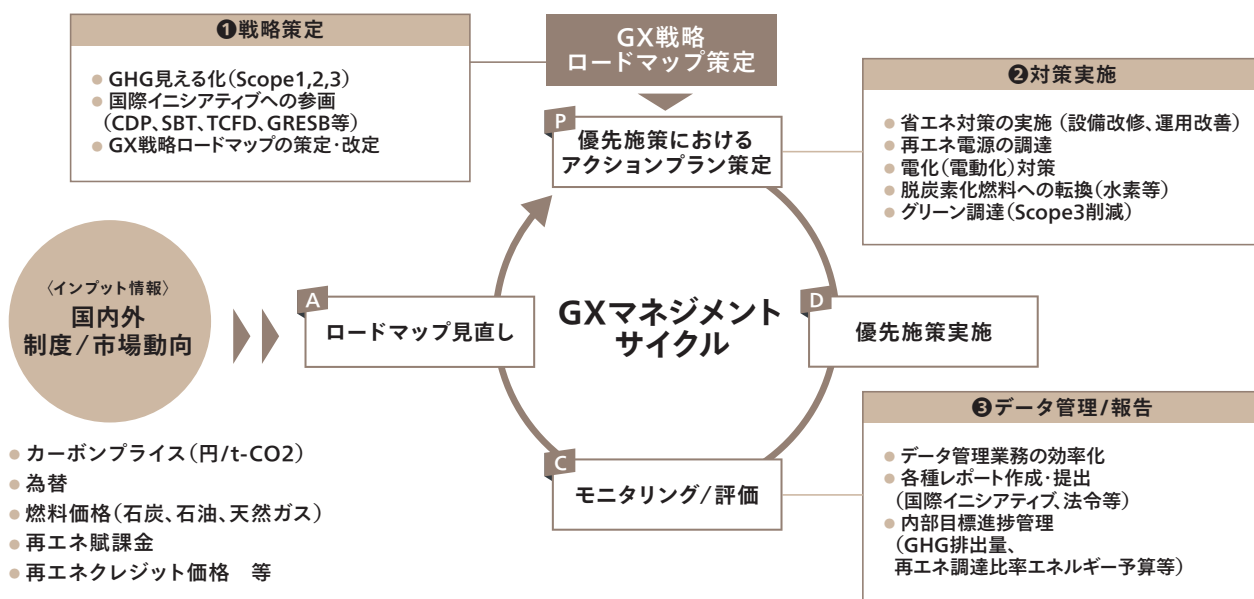 ❶戦略策定
● GHG見える化(Scope1,2,3)
● 国際イニシアティブへの参画
(CDP、SBT、TCFD、GRESB等)
● GX戦略ロードマップの策定・改定
GX戦略
ロードマップ策定
P
優先施策における
アクションプラン策定
❷対策実施
● 省エネ対策の実施(設備改修、運用改善)
● 再エネ電源の調達
● 電化(電動化)対策
● 脱炭素化燃料への転換(水素等)
● グリーン調達(Scope3削減)
〈インプット情報〉
国内外
制度/市場動向
A
ロードマップ見直し
GXマネジメント
サイクル
D
優先施策実施
● カーボンプライス(円/t-CO2)
● 為替
● 燃料価格(石炭、石油、天然ガス)
● 再エネ賦課金
● 再エネクレジット価格 等
C
モニタリング/評価
❸データ管理/報告
● データ管理業務の効率化
● 各種レポート作成・提出
(国際イニシアティブ、法令等)
● 内部目標進捗管理
(GHG排出量、
再エネ調達比率エネルギー予算等)